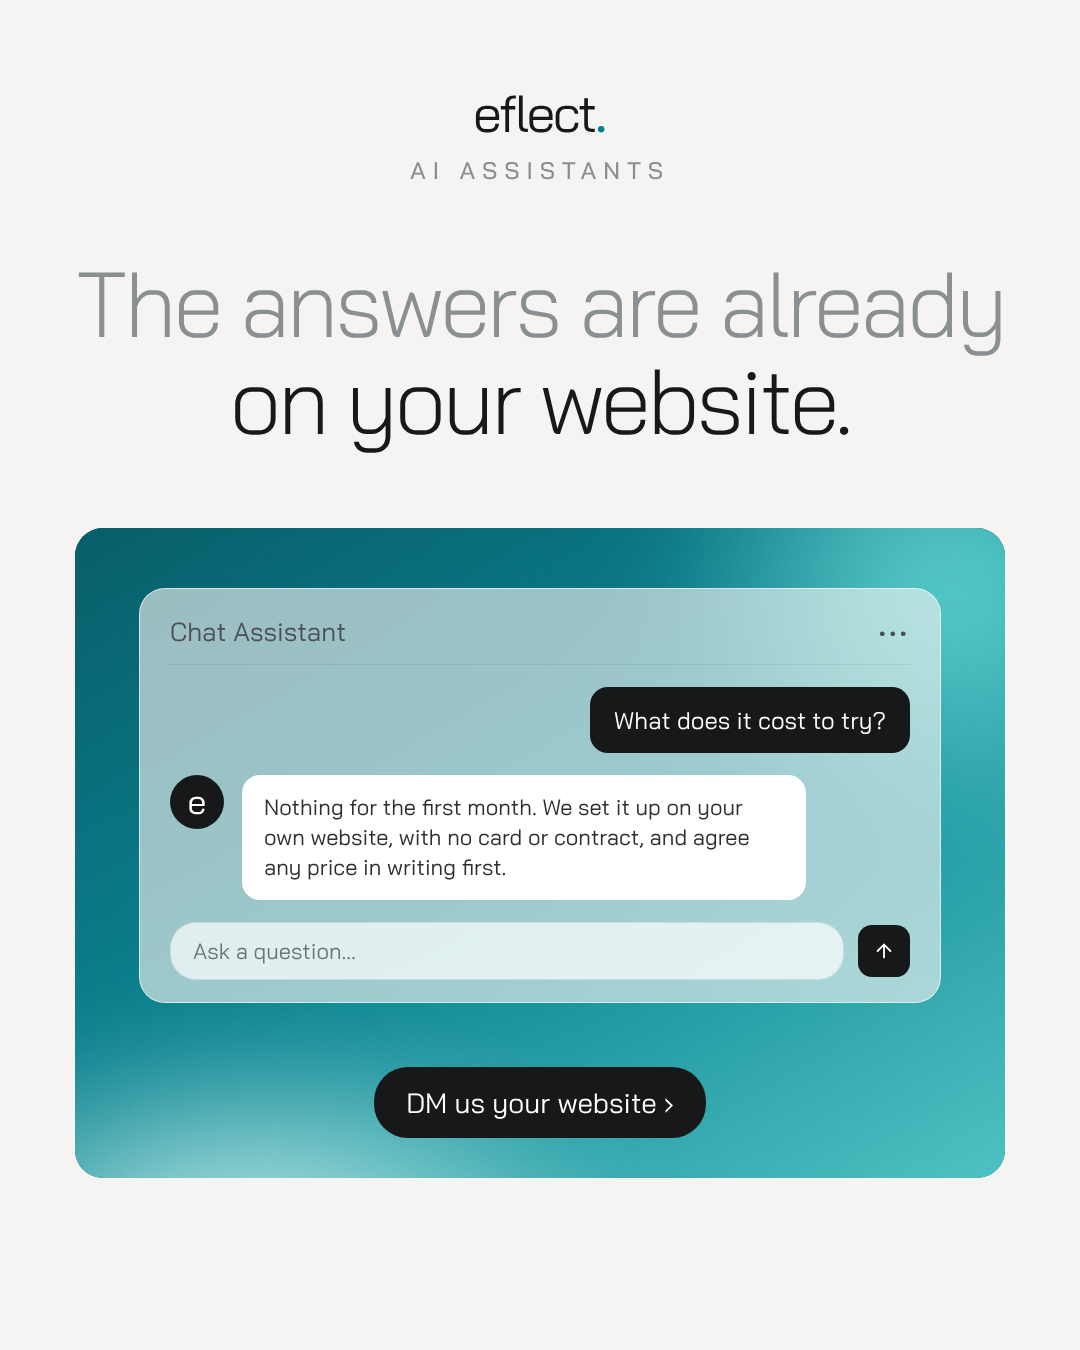 eflect.
AI ASSISTANTS
The answers are already
on your website.
Chat Assistant
What does it cost to try?
e
Nothing for the first month. We set it up on your
own website, with no card or contract, and agree
any price in writing first.
Ask a question...
DM us your website ›